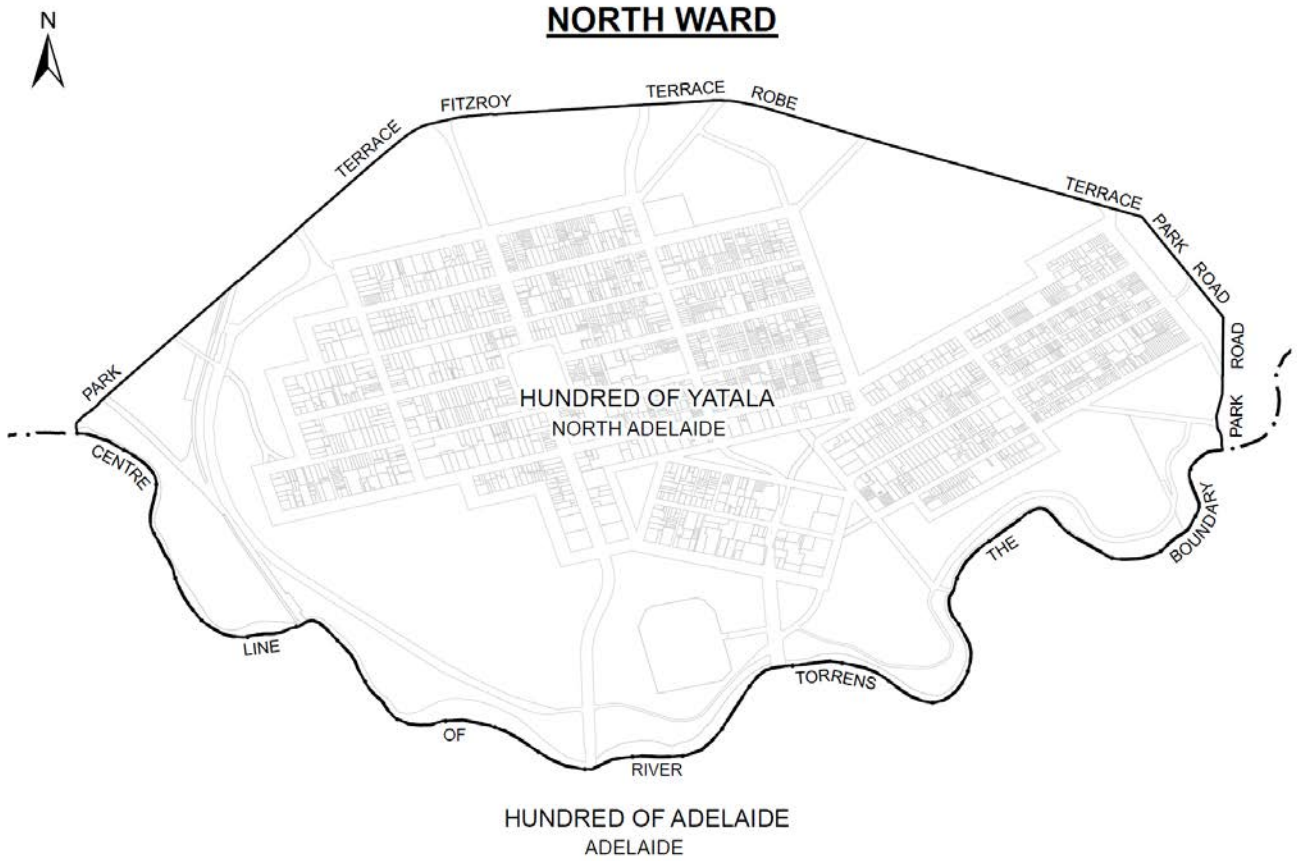 NORTH WARD
N
FITZROY
TERRACE
ROBE
TERRACE
TERRACE
PARK
ROAD
PARK
ROAD
PARK
HUNDRED OF YATALA
NORTH ADELAIDE
CENTRE
LINE
OF
RIVER
TORRENS
THE
BOUNDARY
HUNDRED OF ADELAIDE
ADELAIDE